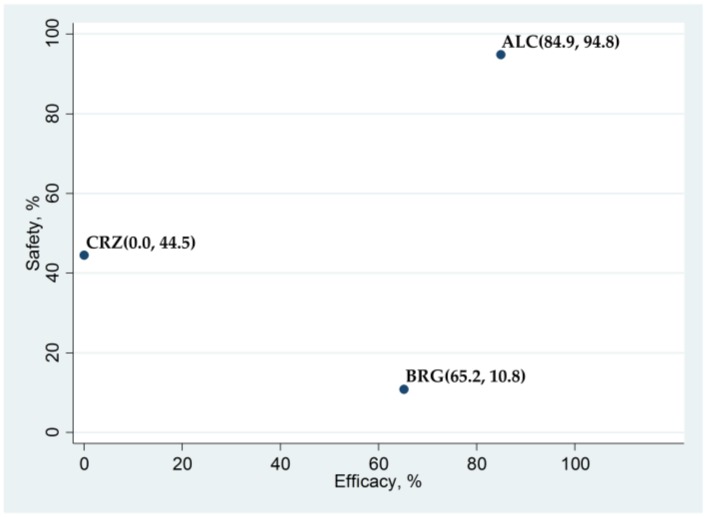 100
ALC(84.9, 94.8)
80
60
CRZ(0.0, 44.5)
Safety, %
40
20
BRG(65.2, 10.8)
0
0 20 40 60 80 100
Efficacy, %